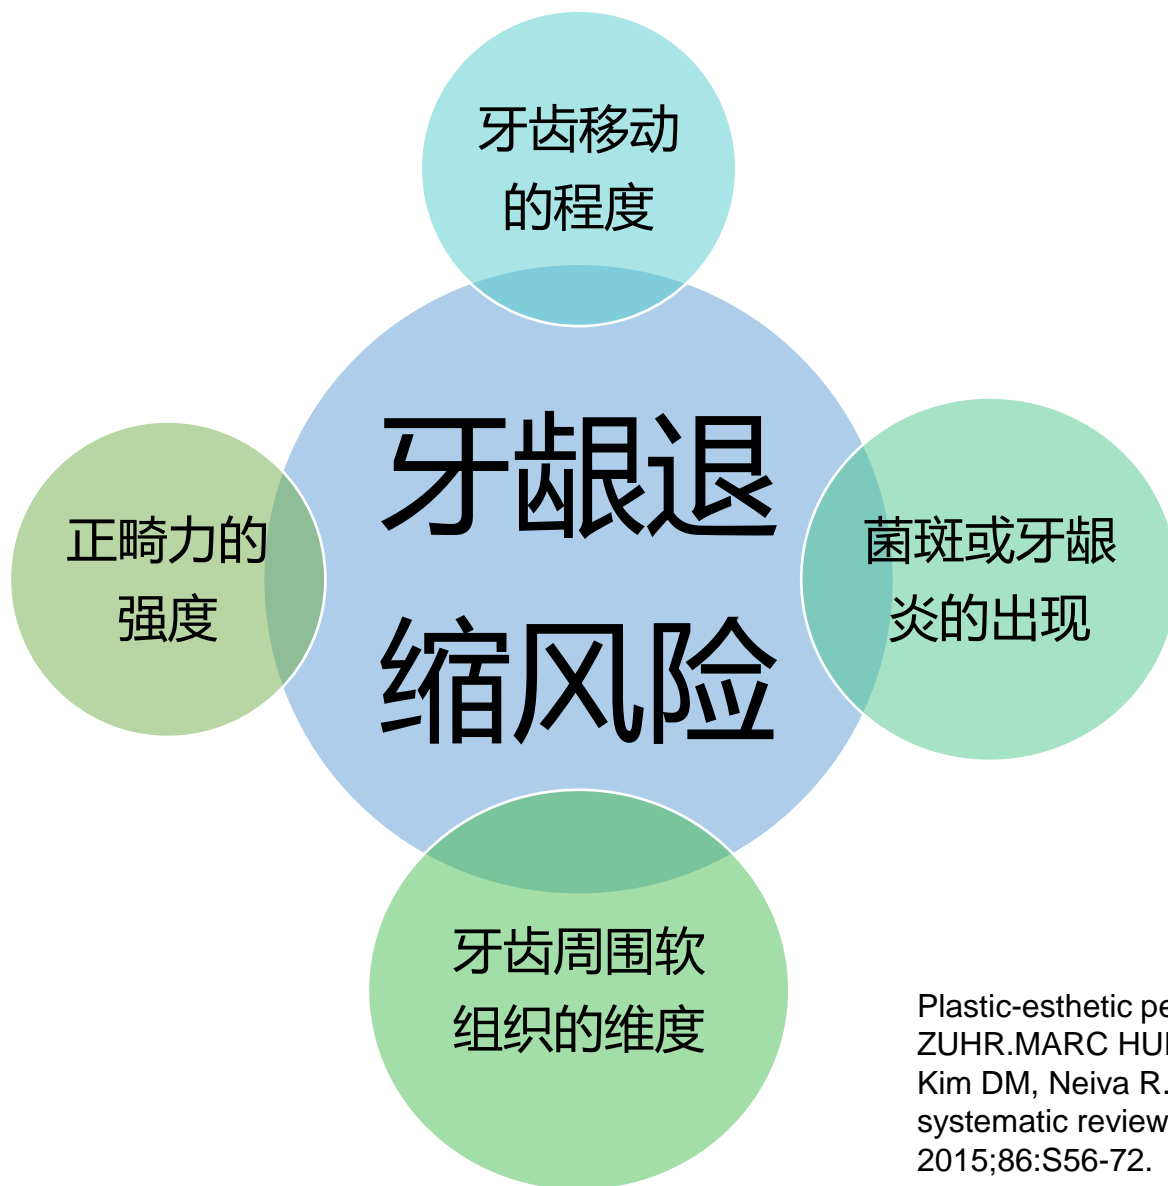 牙齿移动
的程度
牙龈退
缩风险
正畸力的
强度
菌斑或牙龈
炎的出现
牙齿周围软
组织的维度
Plastic-esthetic
ZUHR.MARC
Kim DM, Neiva R.
systematic review
2015;86:S56-72.